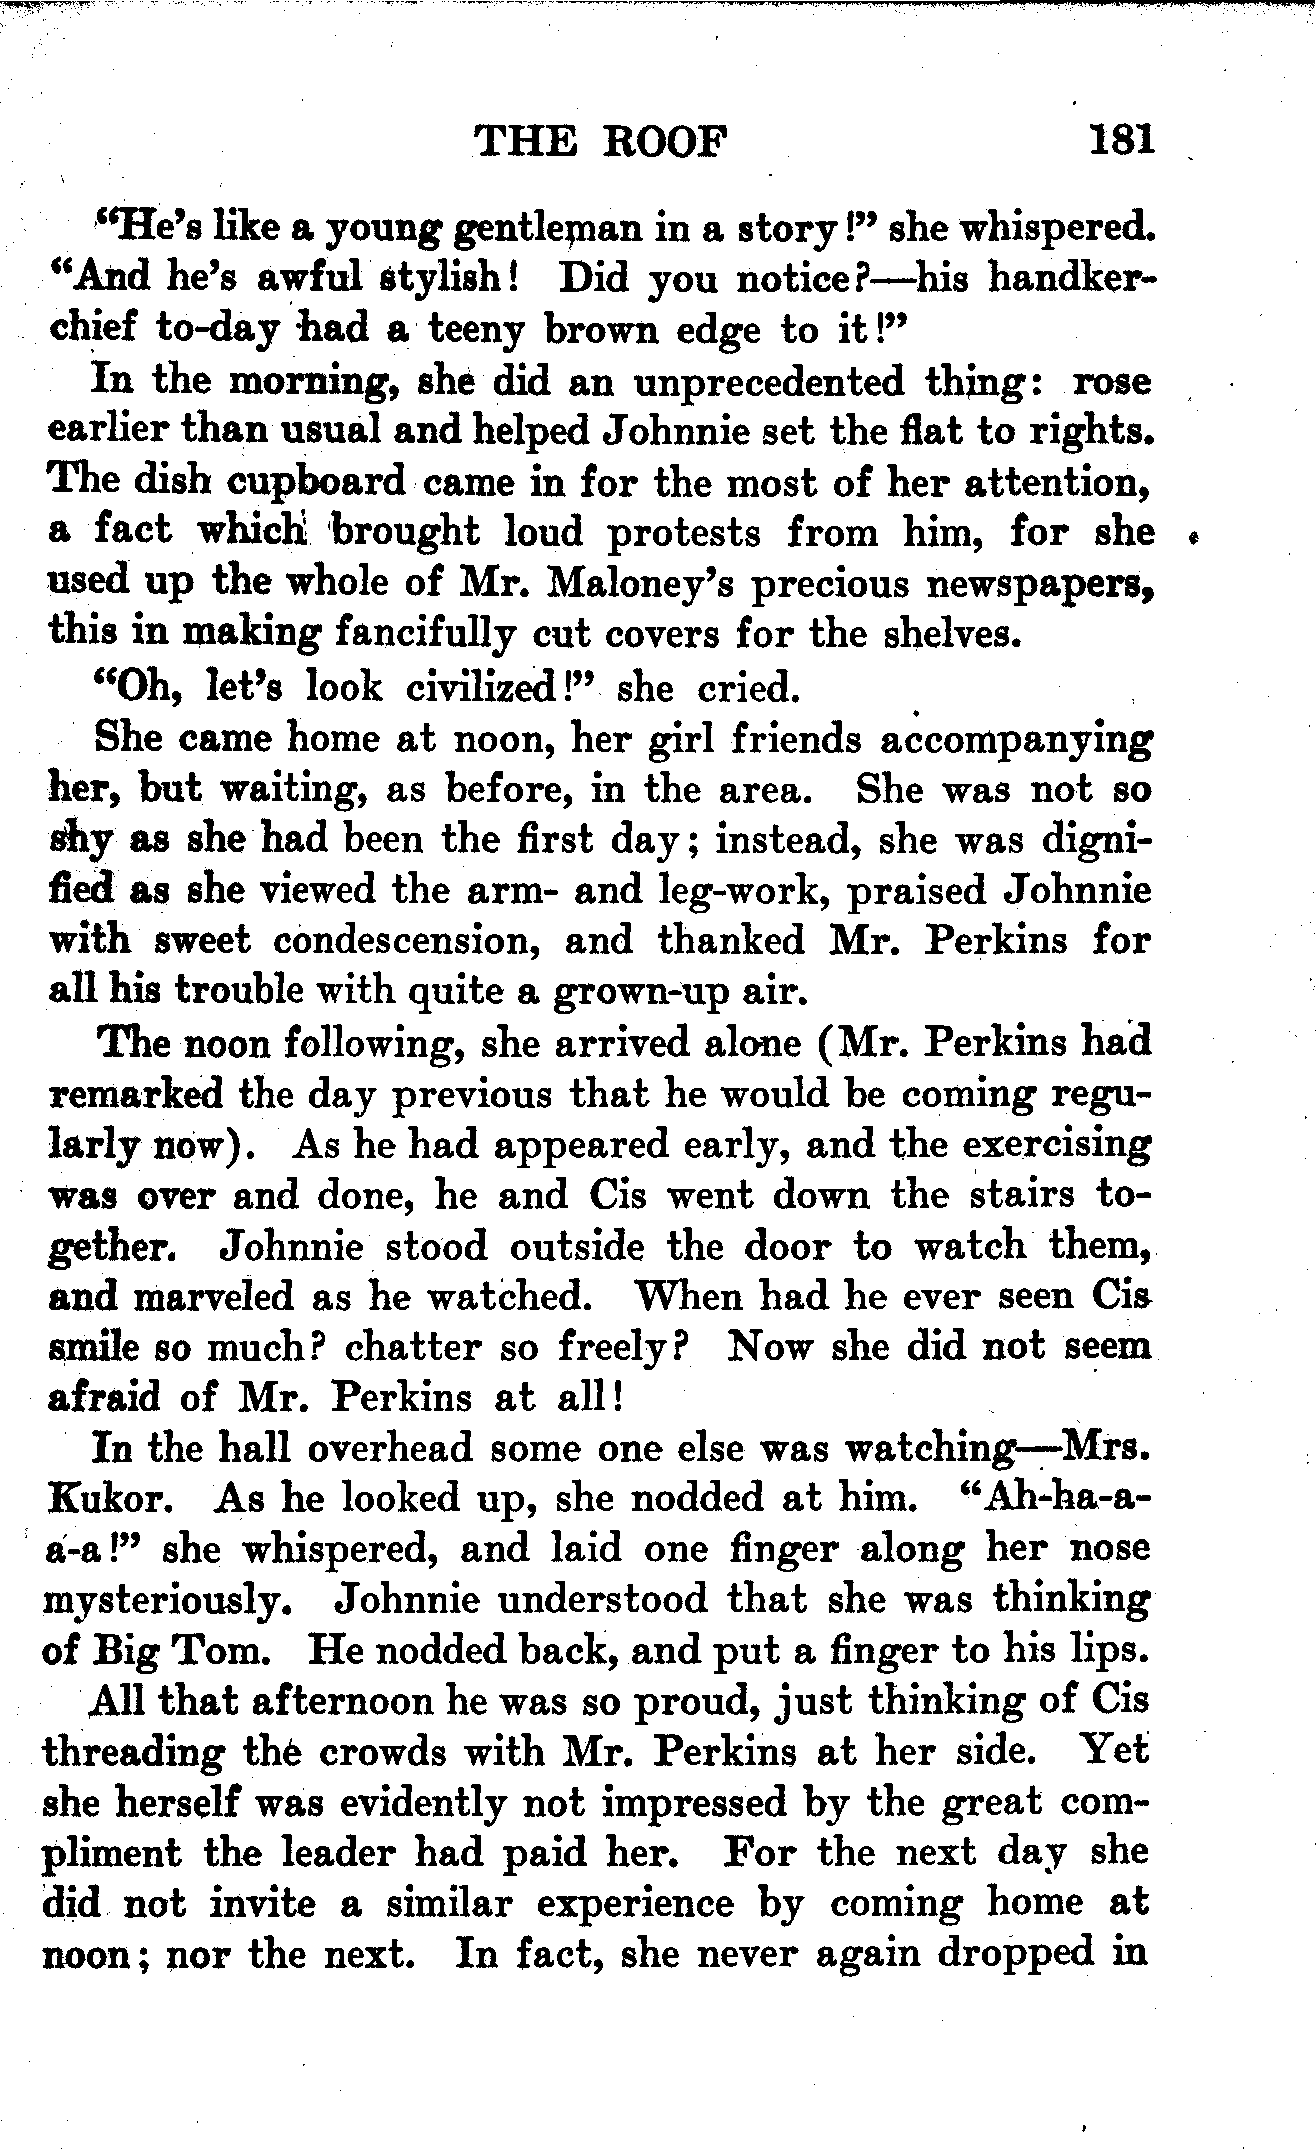 THE ROOF 181
"He's like a young gentleman in a story!" she whispered.
"And he's awful stylish! Did you notice?—his handker-
chief to-day had a teeny brown edge to it!"
In the morning, she did an unprecedented thing: rose
earlier than usual and helped Johnnie set the flat to rights.
The dish cupboard came in for the most of her attention,
a fact which brought loud protests from him, for she
used up the whole of Mr. Maloney's precious newspapers,
this in making fancifully cut covers for the shelves.
"Oh, let's look civilized!" she cried.
She came home at noon, her girl friends accompanying
her, but waiting, as before, in the area. She was not so
shy as she had been the first day; instead, she was digni-
fied as she viewed the arm- and leg-work, praised Johnnie
with sweet condescension, and thanked Mr. Perkins for
all his trouble with quite a grown-up air.
The noon following, she arrived alone (Mr. Perkins had
remarked the day previous that he would be coming regu-
larly now). As he had appeared early, and the exercising
was over and done, he and Cis went down the stairs to-
gether. Johnnie stood outside the door to watch them,
and marveled as he watched. When had he ever seen Cis
smile so much? chatter so freely? Now she did not seem
afraid of Mr. Perkins at all!
In the hall overhead some one else was watching—Mrs.
Kukor. As he looked up, she nodded at him. "Ah-ha-a-
a-a!" she whispered, and laid one finger along her nose
mysteriously. Johnnie understood that she was thinking
of Big Tom. He nodded back, and put a finger to his lips.
All that afternoon he was so proud, just thinking of Cis
threading the crowds with Mr. Perkins at her side. Yet
she herself was evidently not impressed by the great com-
pliment the leader had paid her. For the next day she
did not invite a similar experience by coming home at
noon; nor the next. In fact, she never again dropped in